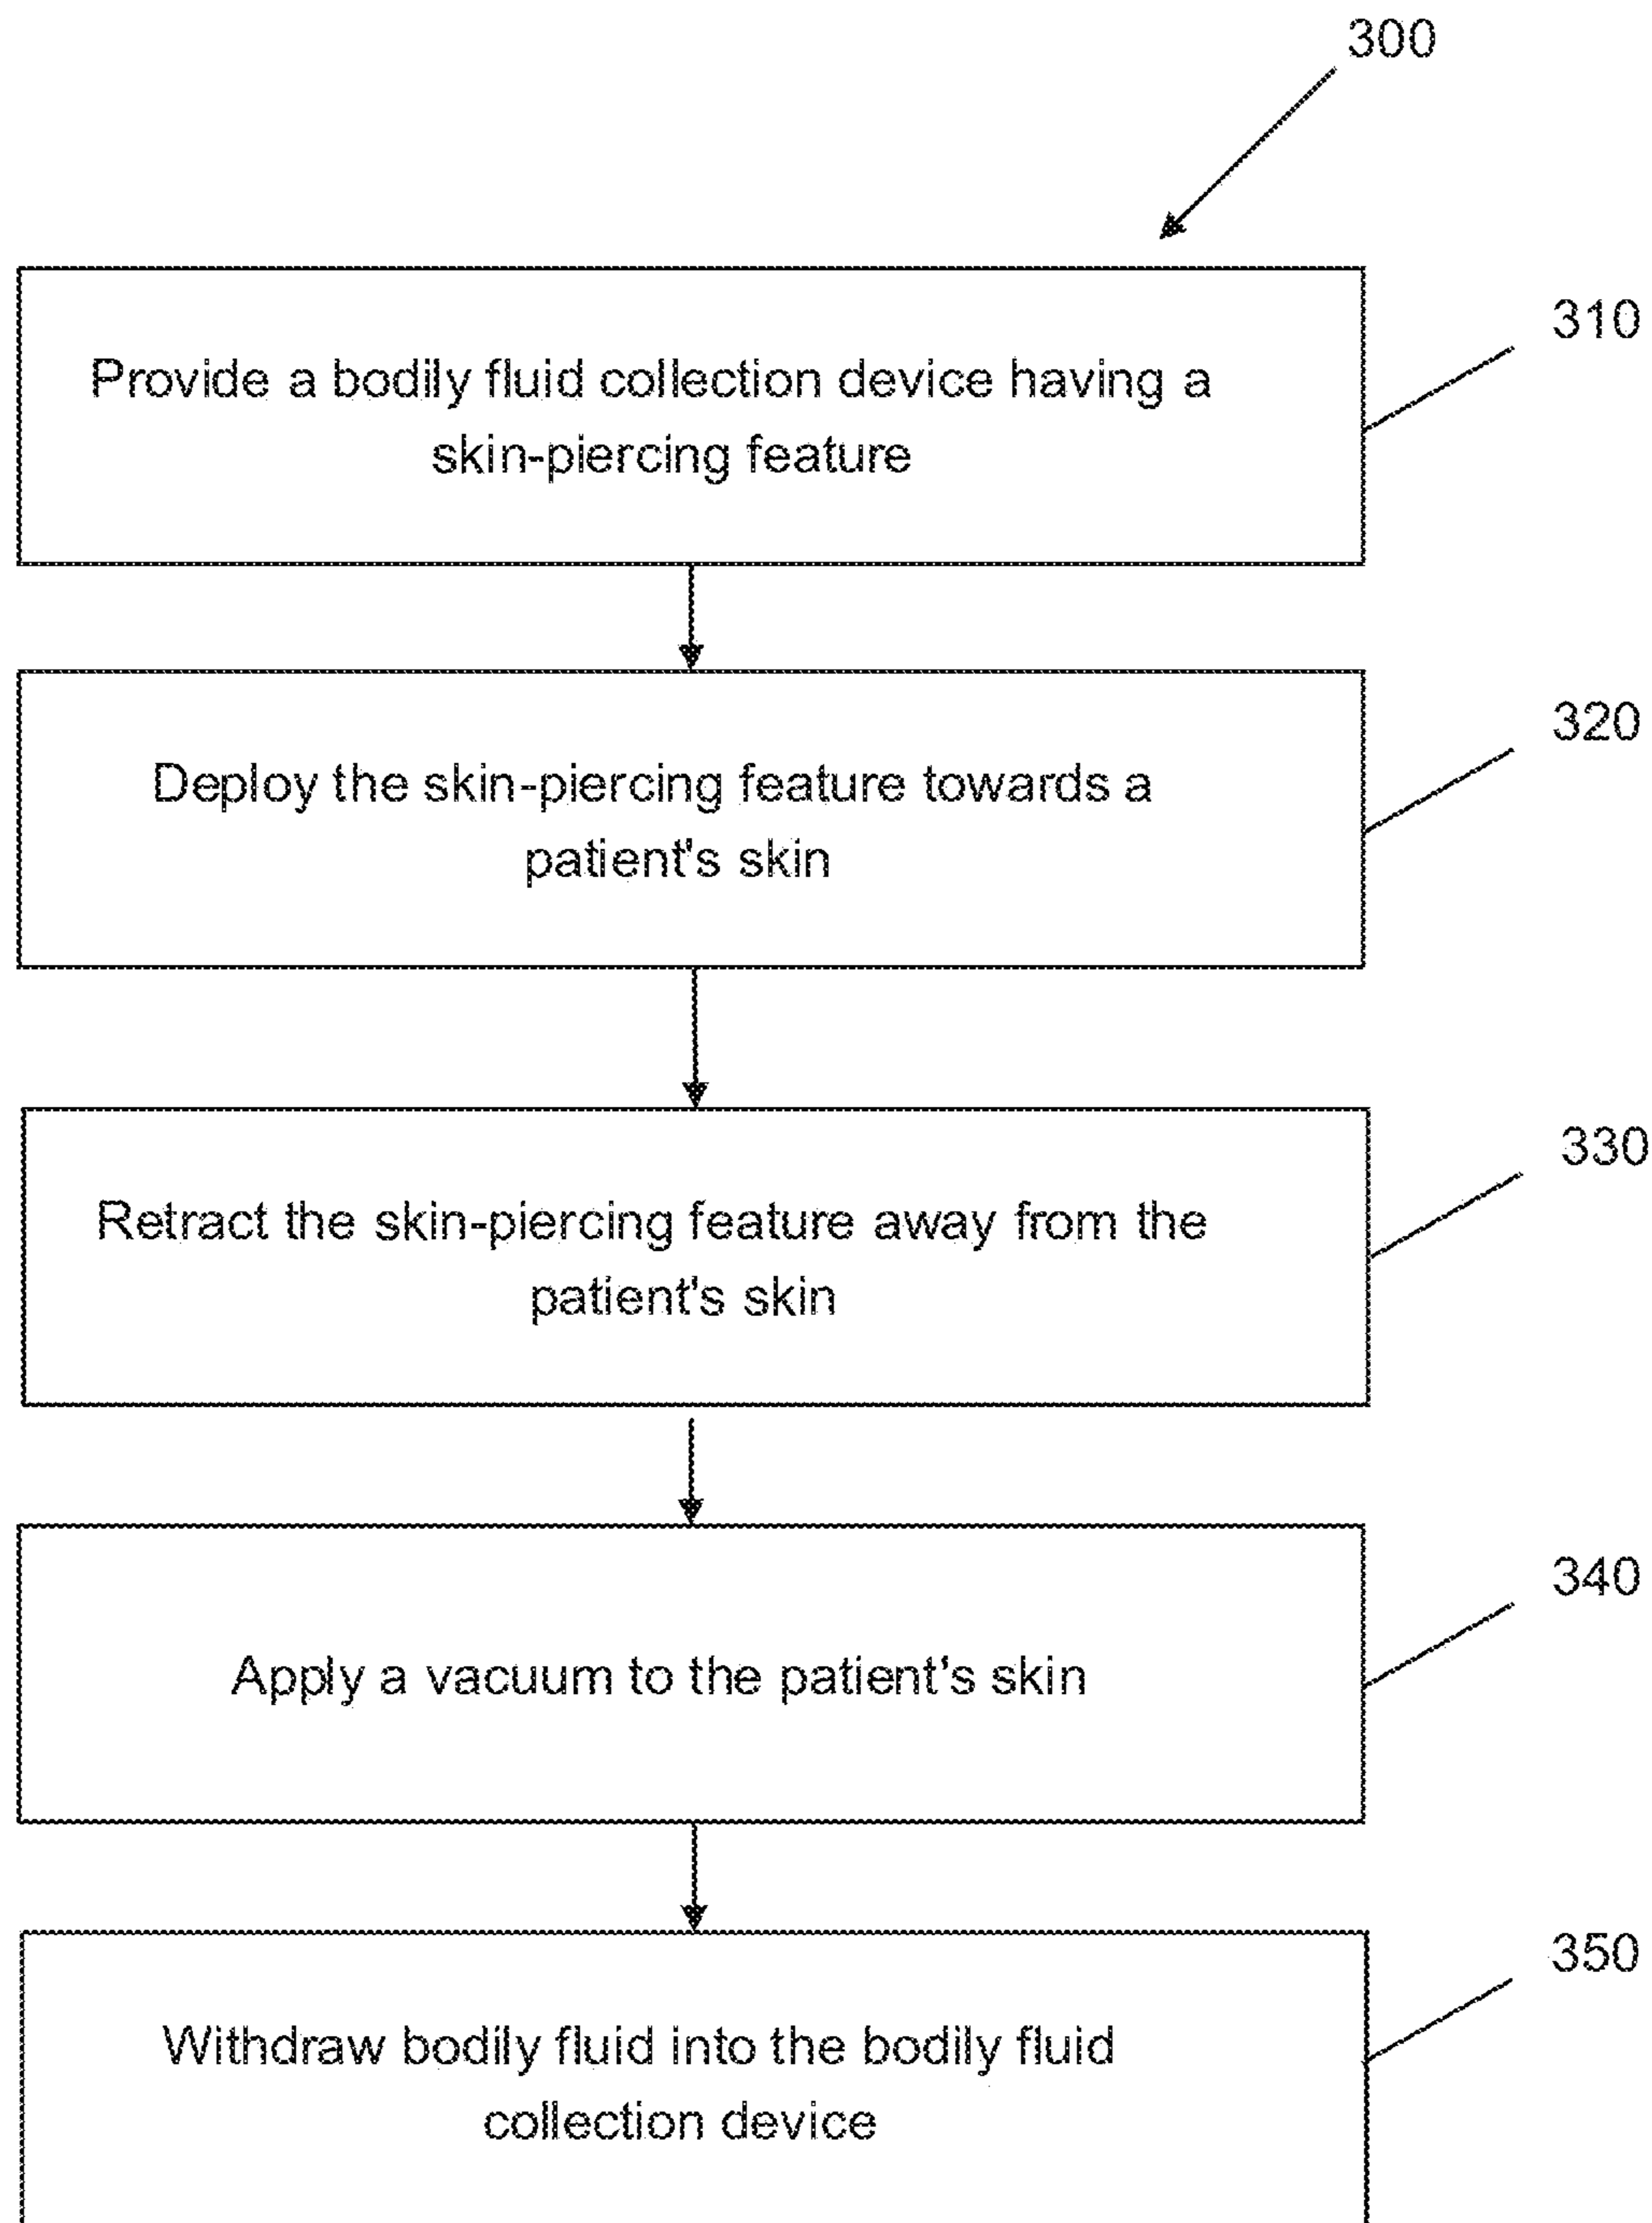 300
310
Provide a bodily fluid collection device having a
skin-piercing feature
320
Deploy the skin-piercing feature towards a
patient's skin
330
Retract the skin-piercing feature away from the
patient's skin
340
Apply a vacuum to the patient's skin
350
Withdraw bodily fluid into the bodily fluid
collection device